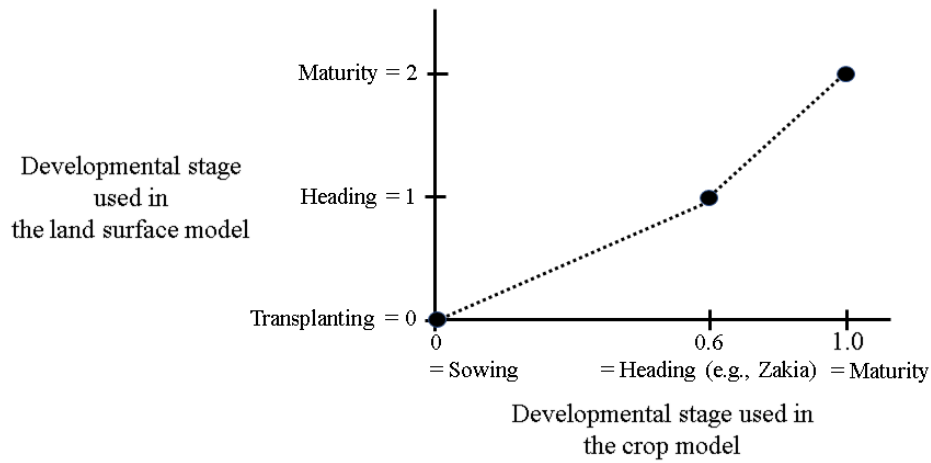 Maturity = 2
Developmental stage
used in
the land surface model
Heading = 1
Transplanting = 0
0
0.6
1.0
= Sowing
= Heading (e.g., Zakia)
= Maturity
Developmental stage used in
the crop model